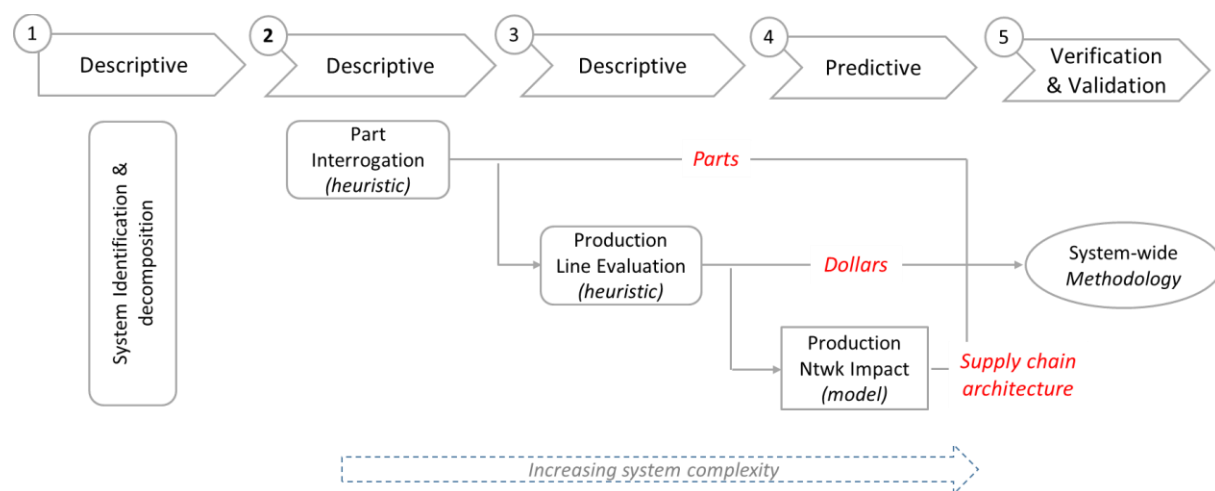 1
Descriptive
2
Descriptive
3
Descriptive
4
Predictive
5
Verification
& Validation
System Identification &
decomposition
Part
Interrogation
(heuristic)
Parts
Production
Line Evaluation
(heuristic)
Dollars
System-wide
Methodology
Production
Ntwk Impact
(model)
Supply chain
architecture
Increasing system complexity